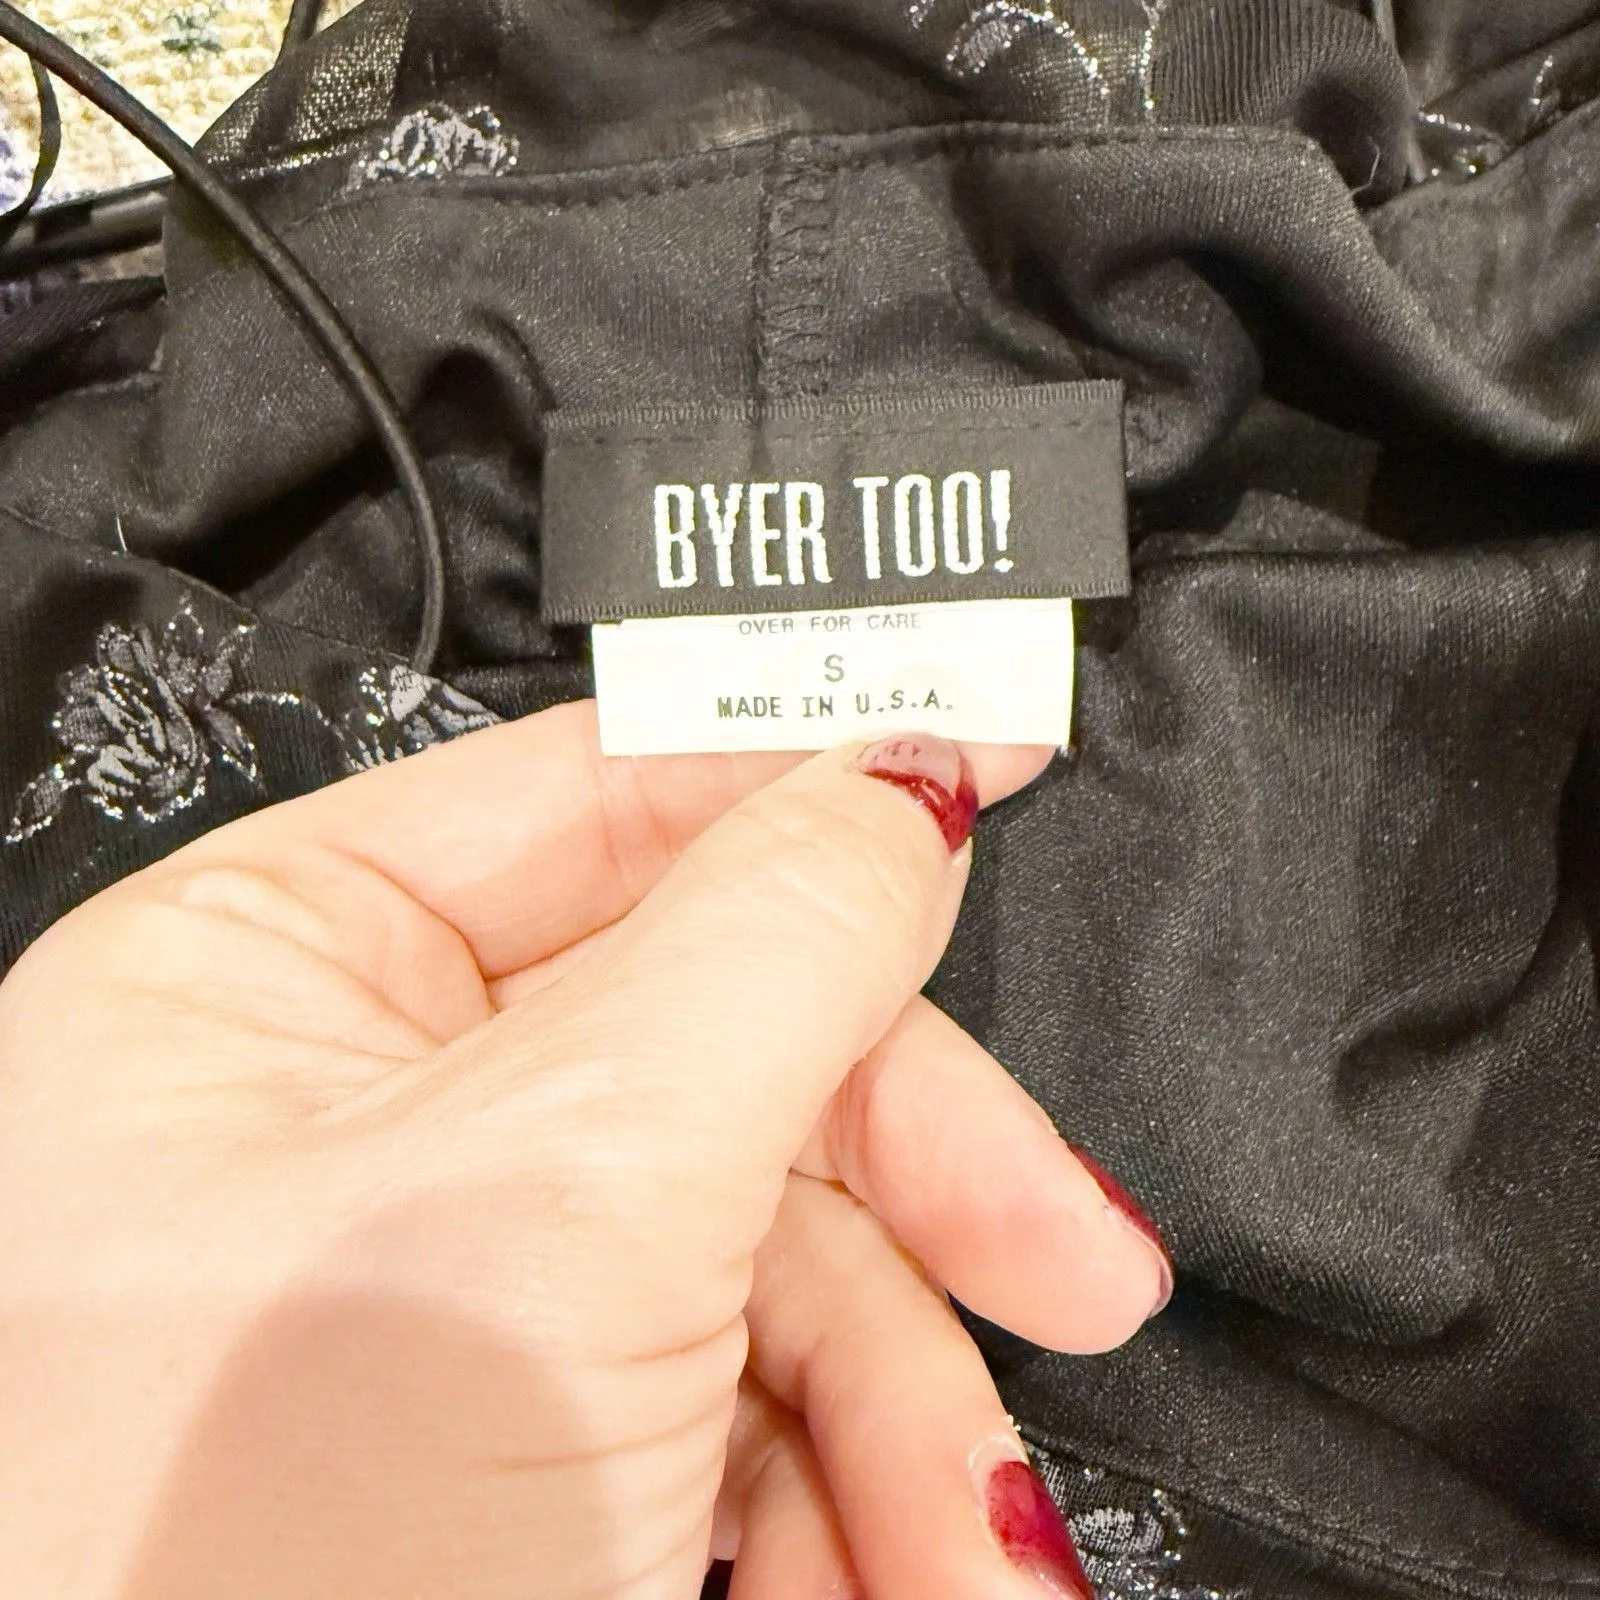 BYER TOO!
OVER FOR CARE
S
MADE IN U.S.A.